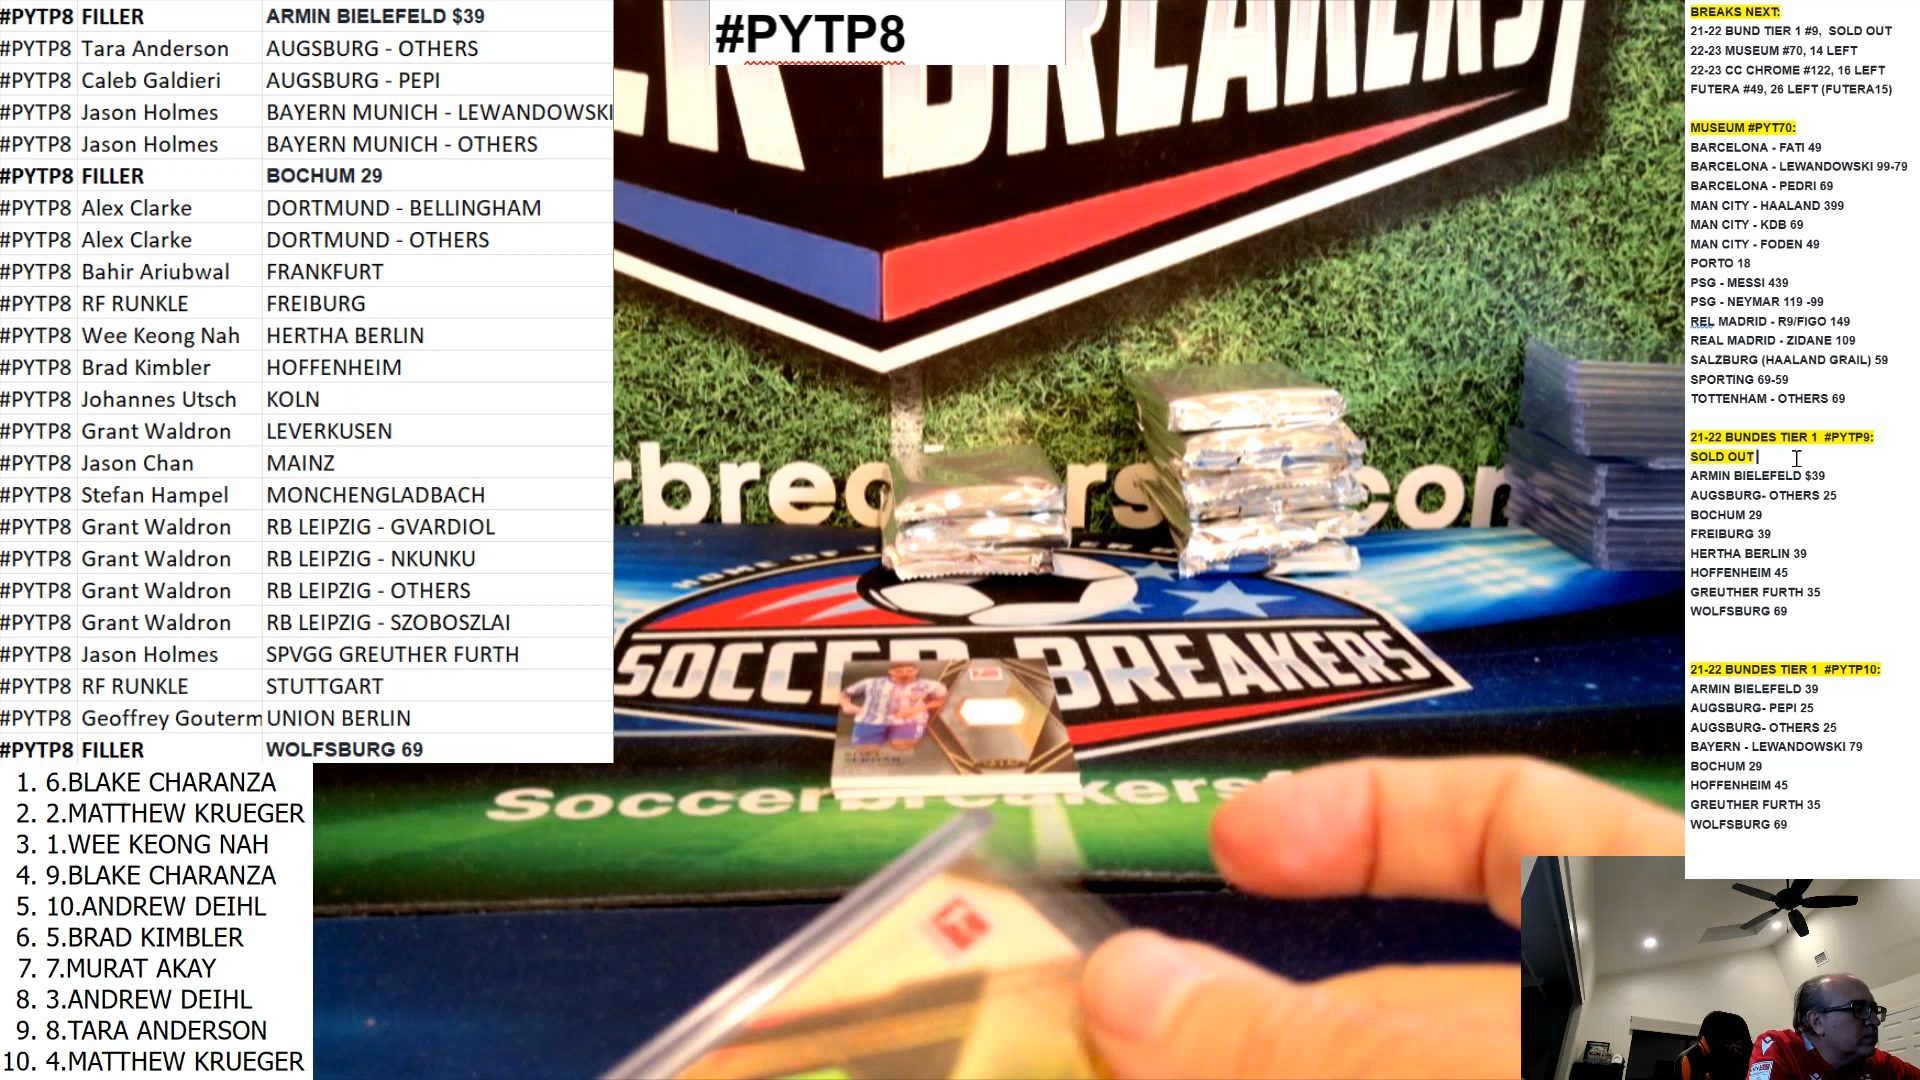 #PYTP8 FILLER ARMIN BIELEFELD $39
#PYTP8 Tara Anderson AUGSBURG - OTHERS
#PYTP8 Caleb Galdieri AUGSBURG - PEPI
#PYTP8 Jason Holmes BAYERN MUNICH - LEWANDOWSKI
#PYTP8 Jason Holmes BAYERN MUNICH - OTHERS
#PYTP8 FILLER BOCHUM 29
#PYTP8 Alex Clarke DORTMUND - BELLINGHAM
#PYTP8 Alex Clarke DORTMUND - OTHERS
#PYTP8 Bahir Ariubwal FRANKFURT
#PYTP8 RF RUNKLE FREIBURG
#PYTP8 Wee Keong Nah HERTHA BERLIN
#PYTP8 Brad Kimbler HOFFENHEIM
#PYTP8 Johannes Utsch KOLN
#PYTP8 Grant Waldron LEVERKUSEN
#PYTP8 Jason Chan MAINZ
#PYTP8 Stefan Hampel MONCHENGLADBACH
#PYTP8 Grant Waldron RB LEIPZIG - GVARDIOL
#PYTP8 Grant Waldron RB LEIPZIG - NKUNKU
#PYTP8 Grant Waldron RB LEIPZIG - OTHERS
#PYTP8 Grant Waldron RB LEIPZIG - SZOBOSZLAI
#PYTP8 Jason Holmes SPVGG GREUTHER FURTH
#PYTP8 RF RUNKLE STUTTGART
#PYTP8 Geoffrey Gouterm UNION BERLIN
#PYTP8 FILLER WOLFSBURG 69
1. 6.BLAKE CHARANZA
2. 2.MATTHEW KRUEGER
3. 1.WEE KEONG NAH
4. 9.BLAKE CHARANZA
5. 10.ANDREW DEIHL
6. 5.BRAD KIMBLER
7. 7.MURAT AKAY
8. 3.ANDREW DEIHL
9. 8.TARA ANDERSON
10. 4.MATTHEW KRUEGER
#PYTP8
BREAKERS
SOCCER BREAKERS
Soccerbreakers
BREAKS NEXT:
21-22 BUND TIER 1 #9, SOLD OUT
22-23 MUSEUM #70, 14 LEFT
22-23 CC CHROME #122, 16 LEFT
FUTERA #49, 26 LEFT (FUTERA15)
MUSEUM #PYT70:
BARCELONA - FATI 49
BARCELONA - LEWANDOWSKI 99-79
BARCELONA - PEDRI 69
MAN CITY - HAALAND 399
MAN CITY - KDB 69
MAN CITY - FODEN 49
PORTO 18
PSG - MESSI 439
PSG - NEYMAR 119 -99
REL MADRID - R9/FIGO 149
REAL MADRID - ZIDANE 109
SALZBURG (HAALAND GRAIL) 59
SPORTING 69-59
TOTTENHAM - OTHERS 69
21-22 BUNDES TIER 1 #PYTP9:
SOLD OUT
ARMIN BIELEFELD $39
AUGSBURG- OTHERS 25
BOCHUM 29
FREIBURG 39
HERTHA BERLIN 39
HOFFENHEIM 45
GREUTHER FURTH 35
WOLFSBURG 69
21-22 BUNDES TIER 1 #PYTP10:
ARMIN BIELEFELD 39
AUGSBURG- PEPI 25
AUGSBURG- OTHERS 25
BAYERN - LEWANDOWSKI 79
BOCHUM 29
HOFFENHEIM 45
GREUTHER FURTH 35
WOLFSBURG 69